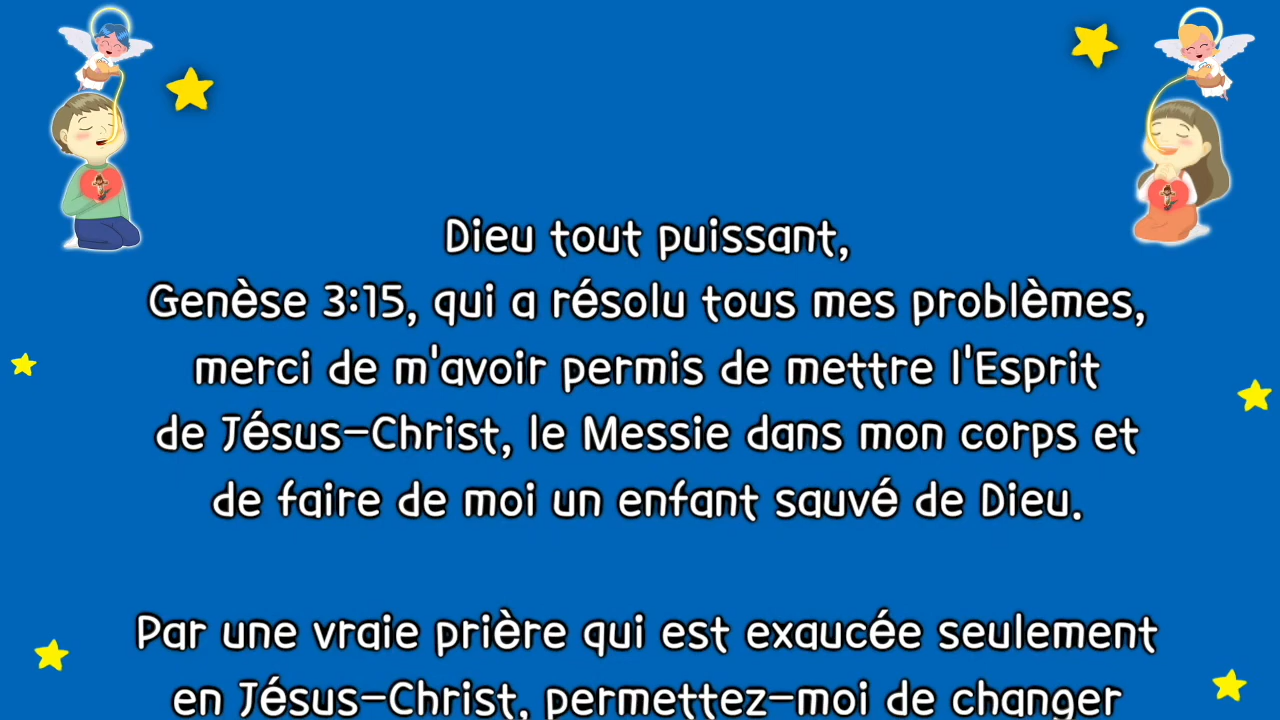 Dieu tout puissant,
Genèse 3:15, qui a résolu tous mes problèmes,
merci de m'avoir permis de mettre l'Esprit
de Jésus-Christ, le Messie dans mon corps et
de faire de moi un enfant sauvé de Dieu.
Par une vraie prière qui est exaucée seulement
en Jésus-Christ, permettez-moi de changer